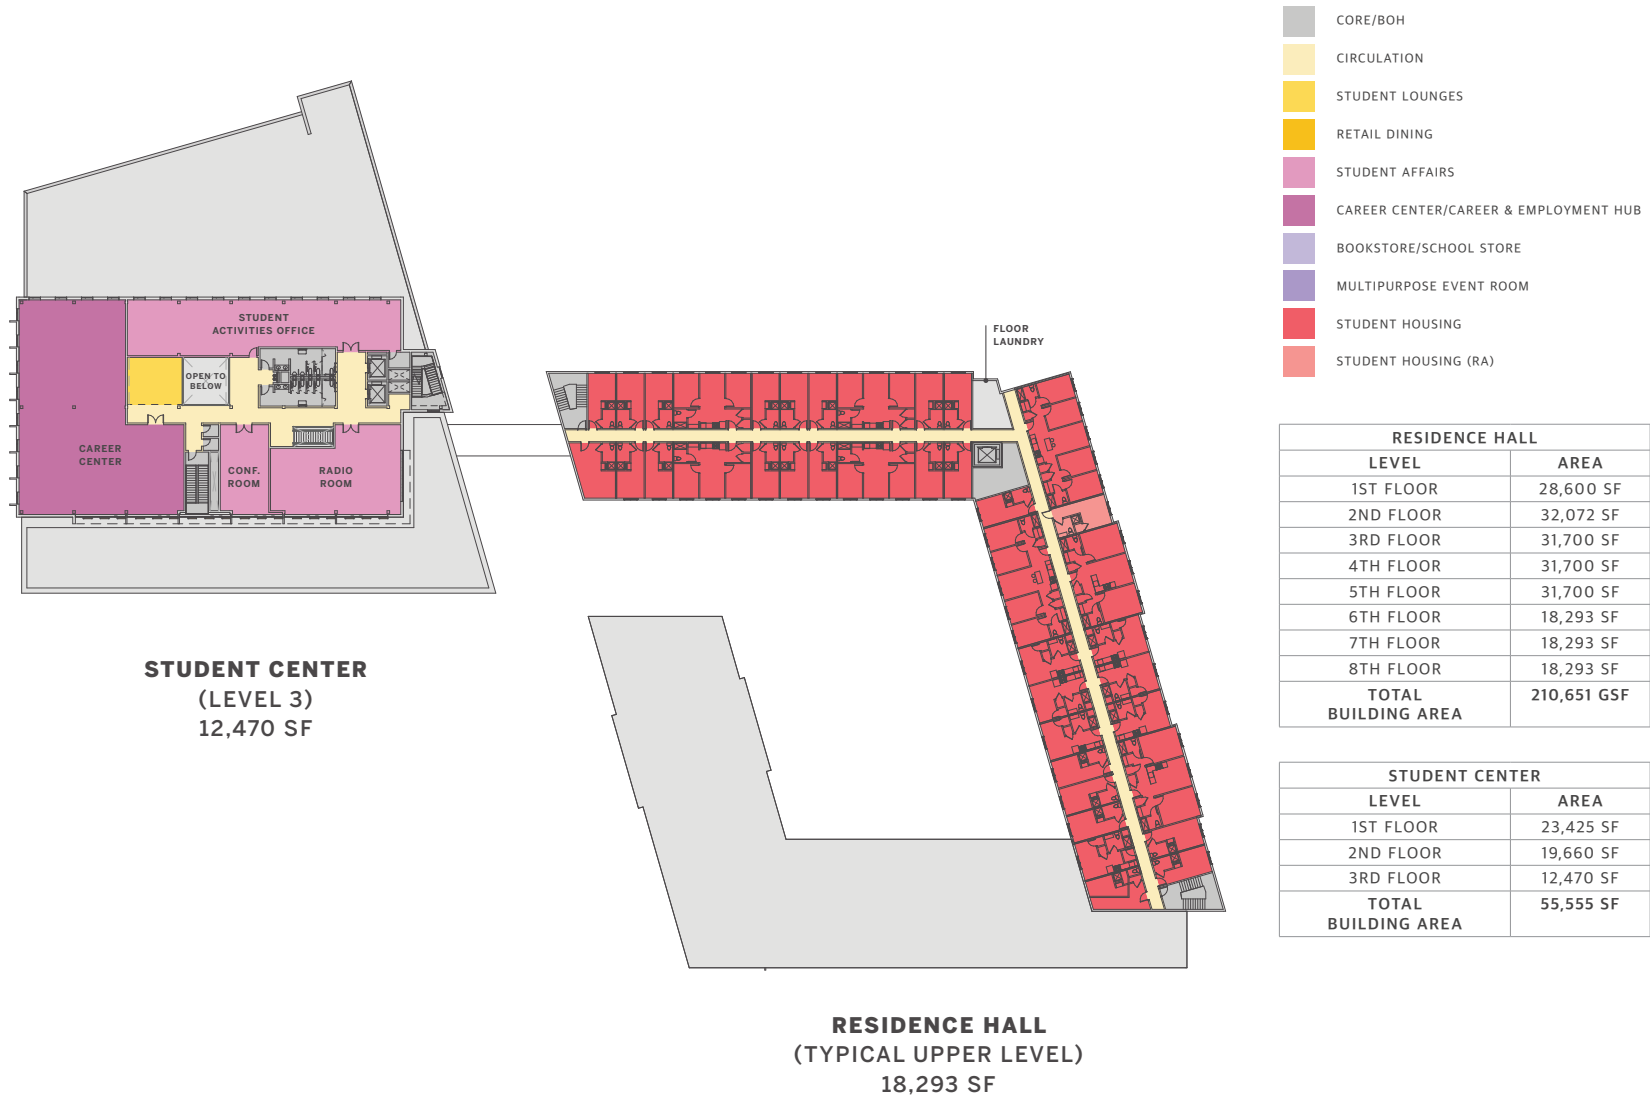 CORE/BOH
CIRCULATION
STUDENT LOUNGES
RETAIL DINING
STUDENT AFFAIRS
CAREER CENTER/CAREER & EMPLOYMENT HUB
BOOKSTORE/SCHOOL STORE
MULTIPURPOSE EVENT ROOM
STUDENT HOUSING
STUDENT HOUSING (RA)
STUDENT
ACTIVITIES OFFICE
OPEN TO
BELOW
CAREER
CENTER
CONF.
ROOM
RADIO
ROOM
FLOOR
LAUNDRY
STUDENT CENTER
(LEVEL 3)
12,470 SF
RESIDENCE HALL
(TYPICAL UPPER LEVEL)
18,293 SF
RESIDENCE HALL
LEVEL AREA
1ST FLOOR 28,600 SF
2ND FLOOR 32,072 SF
3RD FLOOR 31,700 SF
4TH FLOOR 31,700 SF
5TH FLOOR 31,700 SF
6TH FLOOR 18,293 SF
7TH FLOOR 18,293 SF
8TH FLOOR 18,293 SF
TOTAL 210,651 GSF
BUILDING AREA
STUDENT CENTER
LEVEL AREA
1ST FLOOR 23,425 SF
2ND FLOOR 19,660 SF
3RD FLOOR 12,470 SF
TOTAL 55,555 SF
BUILDING AREA